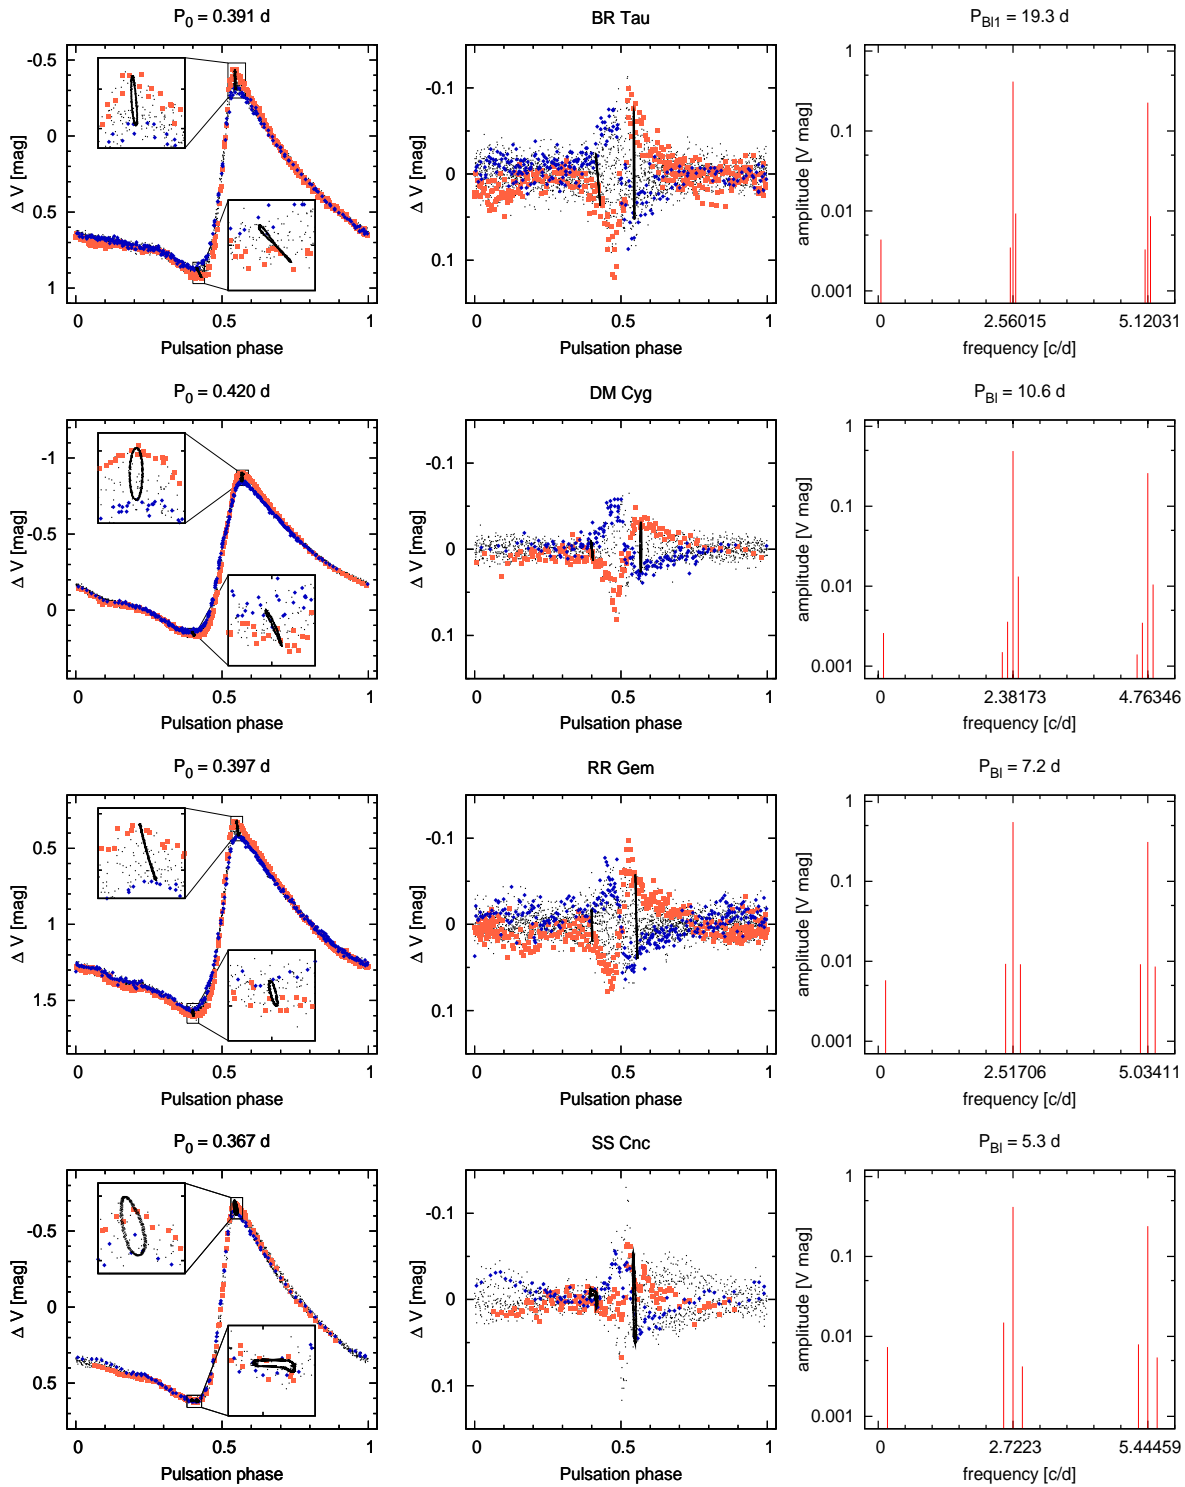 P0 = 0.391 d
BR Tau
PBl1 = 19.3 d
-0.5
0
0.5
1
Δ V [mag]
0
0.5
1
Pulsation phase
-0.1
0
0.1
Δ V [mag]
0
0.5
1
Pulsation phase
1
0.1
0.01
0.001
amplitude [V mag]
0
2.56015
5.12031
frequency [c/d]
P0 = 0.420 d
DM Cyg
PBl = 10.6 d
-1
-0.5
0
Δ V [mag]
0
0.5
1
Pulsation phase
-0.1
0
0.1
Δ V [mag]
0
0.5
1
Pulsation phase
1
0.1
0.01
0.001
amplitude [V mag]
0
2.38173
4.76346
frequency [c/d]
P0 = 0.397 d
RR Gem
PBl = 7.2 d
0.5
1
1.5
Δ V [mag]
0
0.5
1
Pulsation phase
-0.1
0
0.1
Δ V [mag]
0
0.5
1
Pulsation phase
1
0.1
0.01
0.001
amplitude [V mag]
0
2.51706
5.03411
frequency [c/d]
P0 = 0.367 d
SS Cnc
PBl = 5.3 d
-0.5
0
0.5
Δ V [mag]
0
0.5
1
Pulsation phase
-0.1
0
0.1
Δ V [mag]
0
0.5
1
Pulsation phase
1
0.1
0.01
0.001
amplitude [V mag]
0
2.7223
5.44459
frequency [c/d]